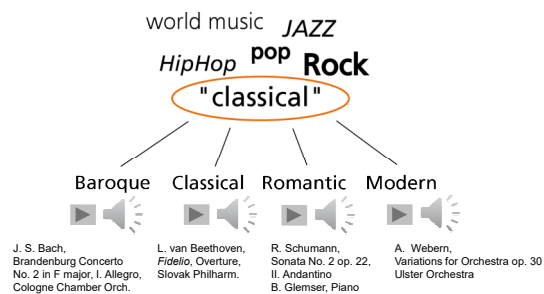 world music JAZZ
HipHop pop Rock
"classical"
Baroque Classical Romantic Modern
J. S. Bach,
Brandenburg Concerto
No. 2 in F major, I. Allegro,
Cologne Chamber Orch.
L. van Beethoven,
Fidelio, Overture,
Slovak Philharm.
R. Schumann,
Sonata No. 2 op. 22,
II. Andantino
B. Glemser, Piano
A. Webern,
Variations for Orchestra op. 30
Ulster Orchestra